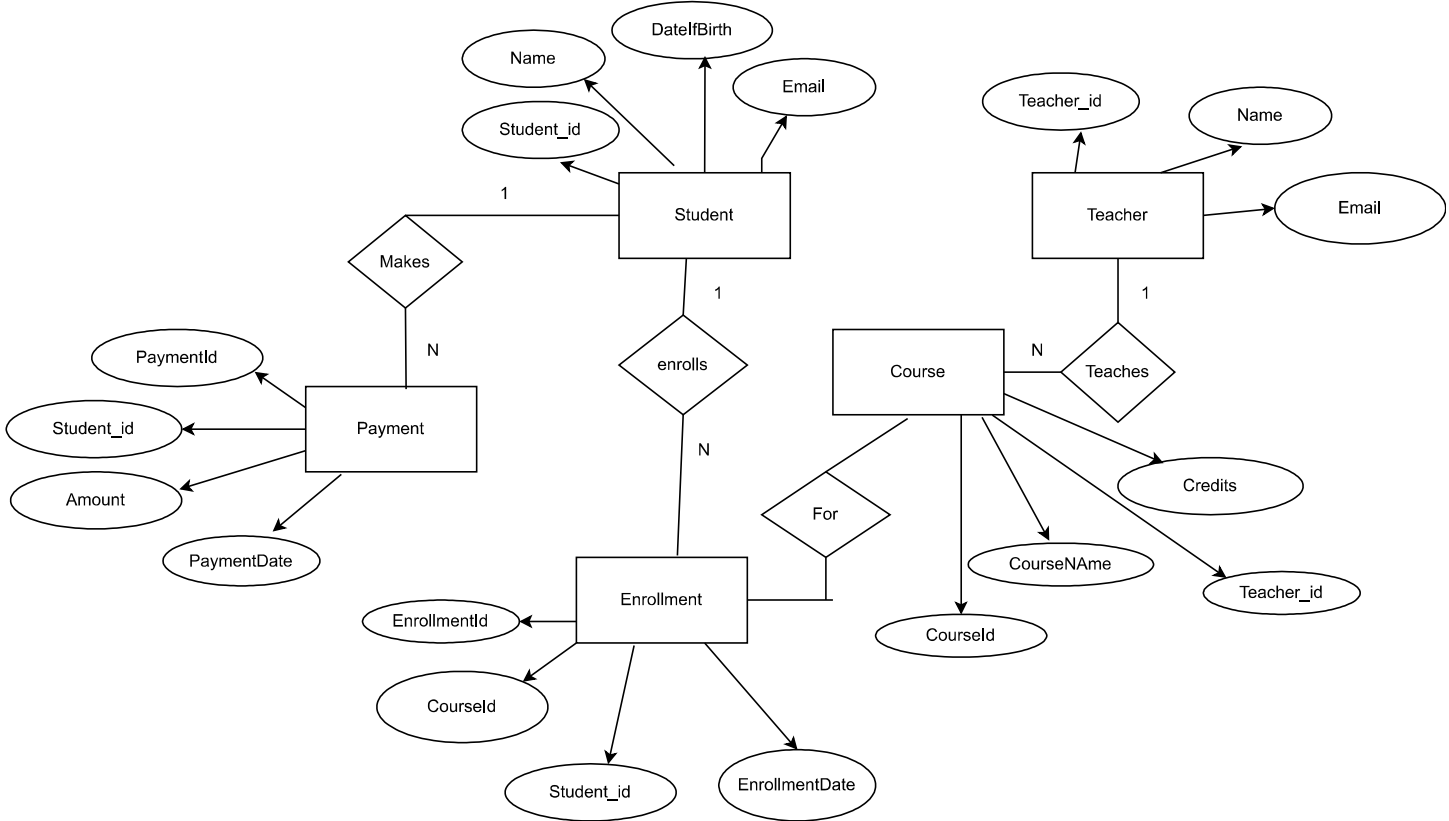 DateIfBirth
Name
Email
Student_id
Teacher_id
Name
Student
Teacher
Email
1
Makes
1
1
N
enrolls
Course
N
Teaches
PaymentId
Student_id
Payment
Amount
N
Credits
For
PaymentDate
CourseNAme
Teacher_id
Enrollment
EnrollmentId
CourseId
CourseId
Student_id
EnrollmentDate